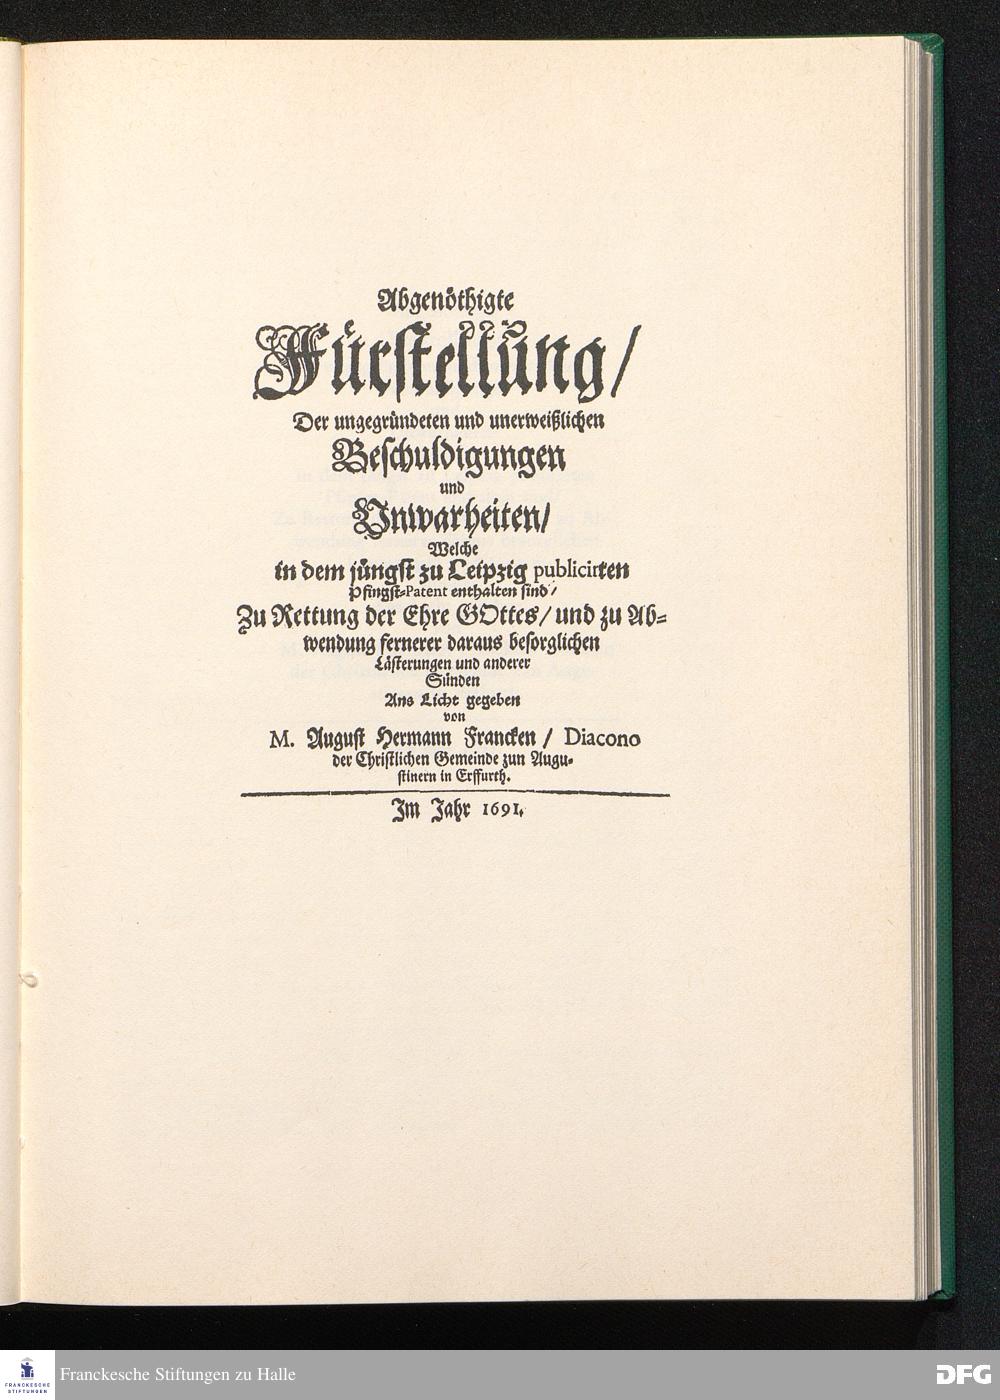 Abgenöthigte
Fürstellung/
Der ungegründeten und unerweißlichen
Beschuldigungen
und
Unwarheiten/
Welche
in dem jüngst zu Leipzig publicirten
Pfingst-Patent enthalten sind/
Zu Rettung der Ehre GOttes/ und zu Ab-
wendung fernerer daraus besorglichen
Lästerungen und anderer
Sünden
Ans Licht gegeben
von
M. August Hermann Francken / Diacono
der Christlichen Gemeinde zun Augu-
stinern in Erffurth.
Im Jahr 1691.
FRANCKESCHE
STIFTUNGEN
Franckesche Stiftungen zu Halle
DFG